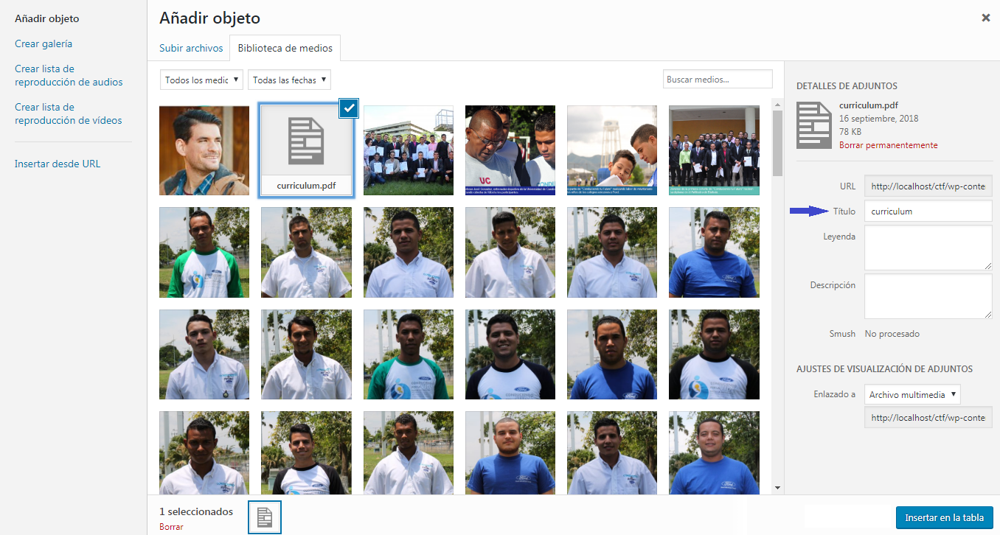 Añadir objeto
Crear galería
Crear lista de
reproducción de audios
Crear lista de
reproducción de vídeos
Insertar desde URL
Añadir objeto
Subir archivos
Biblioteca de medios
Todos los medic
Todas las fechas
Buscar medios...
curriculum.pdf
UC
DETALLES DE ADJUNTOS
curriculum.pdf
16 septiembre, 2018
78 KB
Borrar permanentemente
URL http://localhost/ctf/wp-conte
Título curriculum
Leyenda
Descripción
Smush No procesado
AJUSTES DE VISUALIZACIÓN DE ADJUNTOS
Enlazado a Archivo multimedia
http://localhost/ctf/wp-conte
1 seleccionados
Borrar
Insertar en la tabla